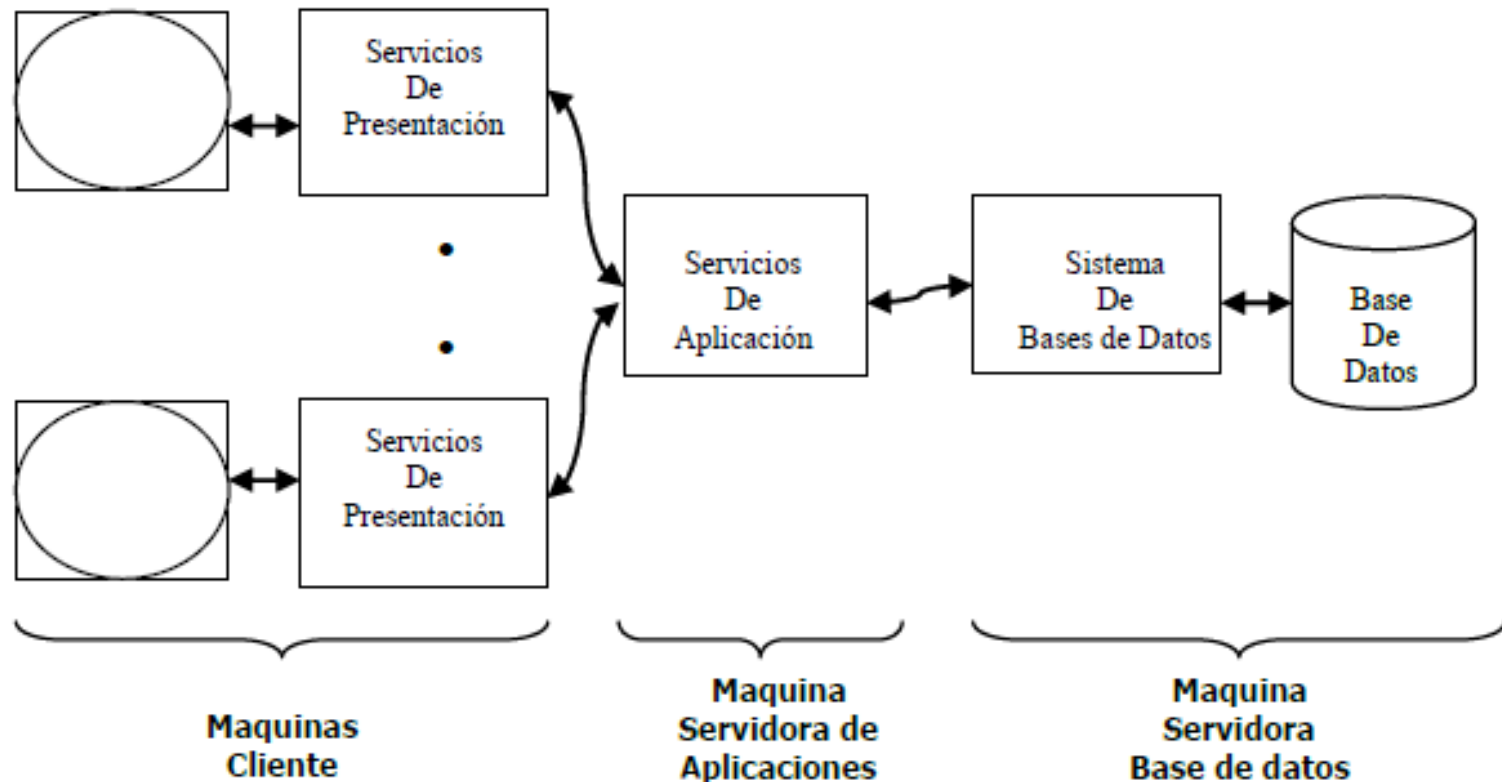 Servicios
De
Presentación
Servicios
De
Presentación
Servicios
De
Aplicación
Sistema
De
Bases de Datos
Base
De
Datos
Maquinas
Cliente
Maquina
Servidora de
Aplicaciones
Maquina
Servidora
Base de datos